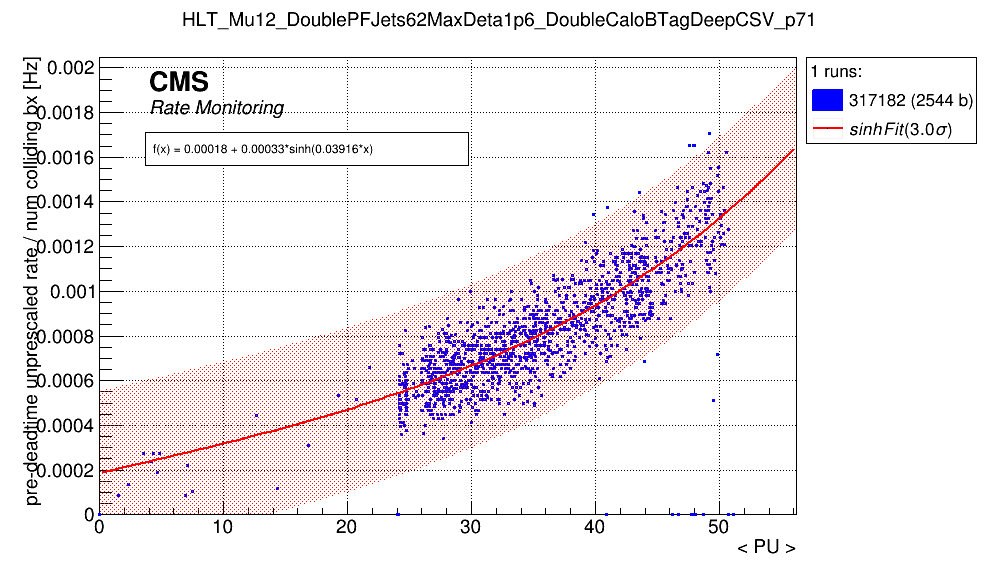 HLT_Mu12_DoublePFJets62MaxDeta1p6_DoubleCaloBTagDeepCSV_p71
pre-deadtime unprescaled rate / num colliding bx [Hz]
0.002
0.0018
0.0016
0.0014
0.0012
0.001
0.0008
0.0006
0.0004
0.0002
0
CMS
Rate Monitoring
f(x) = 0.00018 + 0.00033*sinh(0.03916*x)
1 runs:
317182 (2544 b)
sinhFit(3.0σ)
0 10 20 30 40 50
< PU >